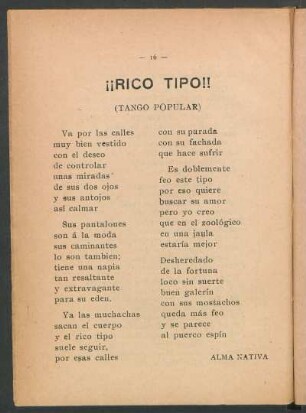 — 10 —
¡¡RICO TIPO!!
(TANGO POPULAR)
Va por las calles
muy bien vestido
con el deseo
de controlar
unas miradas
de sus dos ojos
y sus antojos
así calmar
Sus pantalones
son á la moda
sus caminantes
lo son tambien;
tiene una napia
tan resaltante
y extravagante
para su eden.
Ya las muchachas
sacan el cuerpo
y el rico tipo
suele seguir,
por esas calles
con su parada
con su fachada
que hace sufrir
Es doblemente
feo este tipo
por eso quiere
buscar su amor
pero yo creo
que en el zoológico
en una jaula
estaría mejor
Desheredado
de la fortuna
loco sin suerte
buen galerín
con sus mostachos
queda más feo
y se parece
al puerco espín
ALMA NATIVA